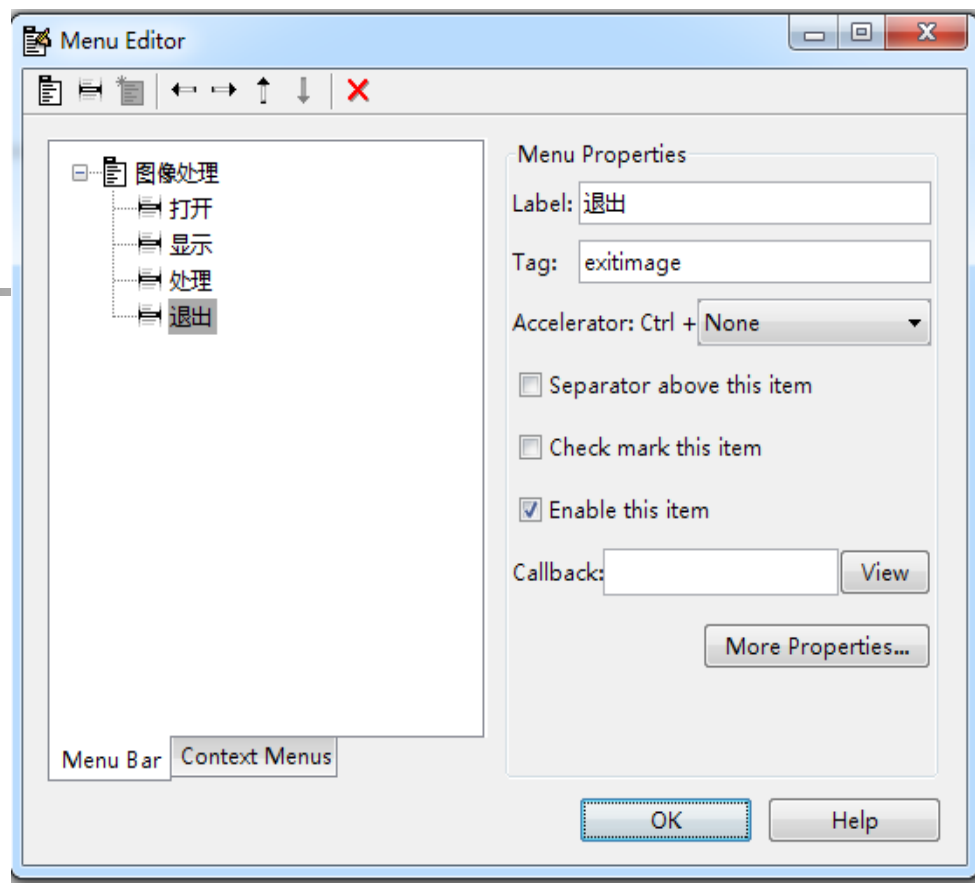 Menu Editor
图像处理
打开
显示
处理
退出
Menu Bar
Context Menus
Menu Properties
Label: 退出
Tag: exitimage
Accelerator: Ctrl + None
Separator above this item
Check mark this item
Enable this item
Callback: View
More Properties...
OK
Help